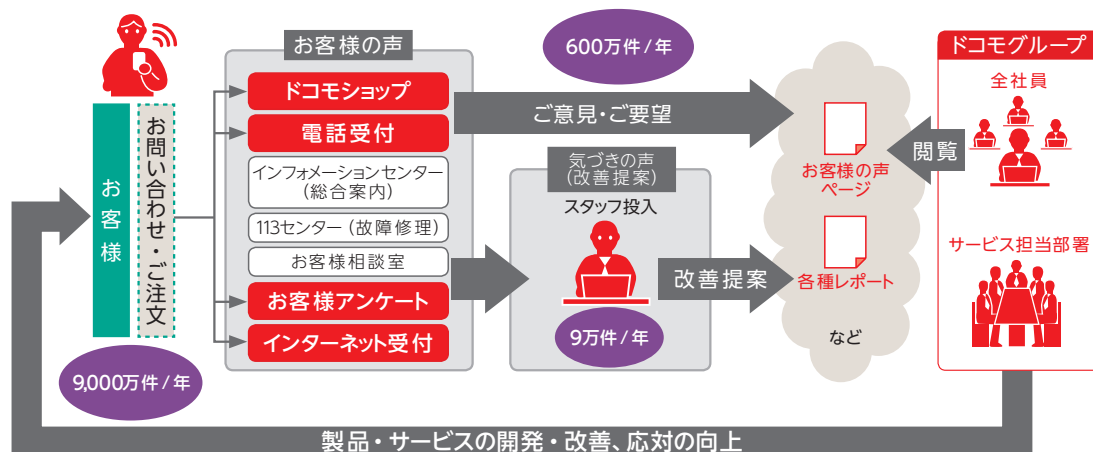 お客様
お問い合わせ・ご注文
9,000万件/年
お客様の声
ドコモショップ
電話受付
インフォメーションセンター
(総合案内)
113センター(故障修理)
お客様相談室
お客様アンケート
インターネット受付
600万件/年
ご意見・ご要望
気づきの声
(改善提案)
スタッフ投入
9万件/年
改善提案
お客様の声
ページ
各種レポート
など
閲覧
ドコモグループ
全社員
サービス担当部署
製品・サービスの開発・改善、応対の向上